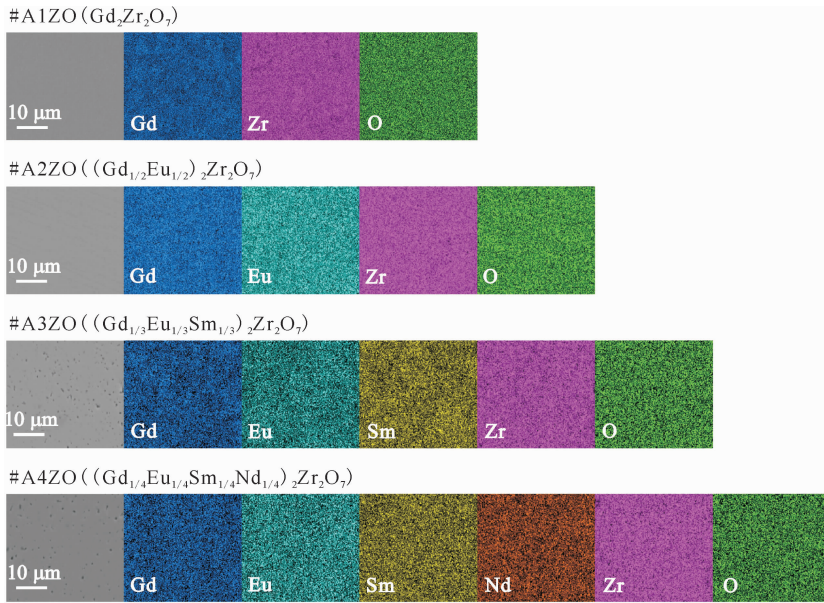 #A1ZO(Gd₂Zr₂O₇)
10 μm Gd Zr O
#A2ZO((Gd₁/₂Eu₁/₂)₂Zr₂O₇)
10 μm Gd Eu Zr O
#A3ZO((Gd₁/₃Eu₁/₃Sm₁/₃)₂Zr₂O₇)
10 μm Gd Eu Sm Zr O
#A4ZO((Gd₁/₄Eu₁/₄Sm₁/₄Nd₁/₄)₂Zr₂O₇)
10 μm Gd Eu Sm Nd Zr O